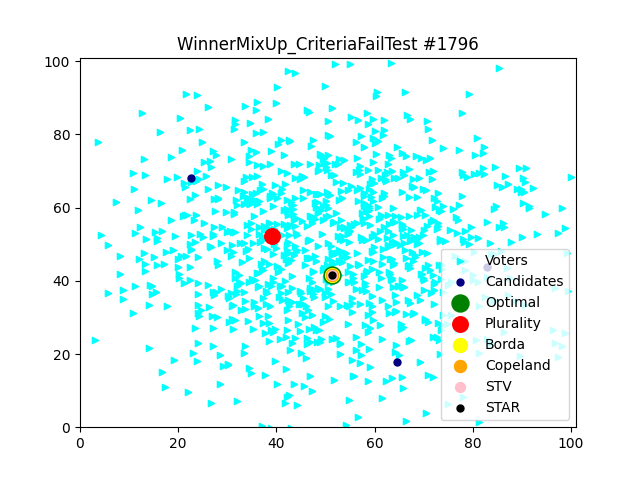 WinnerMixUp_CriteriaFailTest #1796
100
80
60
40
20
0
0
20
40
60
80
100
Voters
Candidates
Optimal
Plurality
Borda
Copeland
STV
STAR